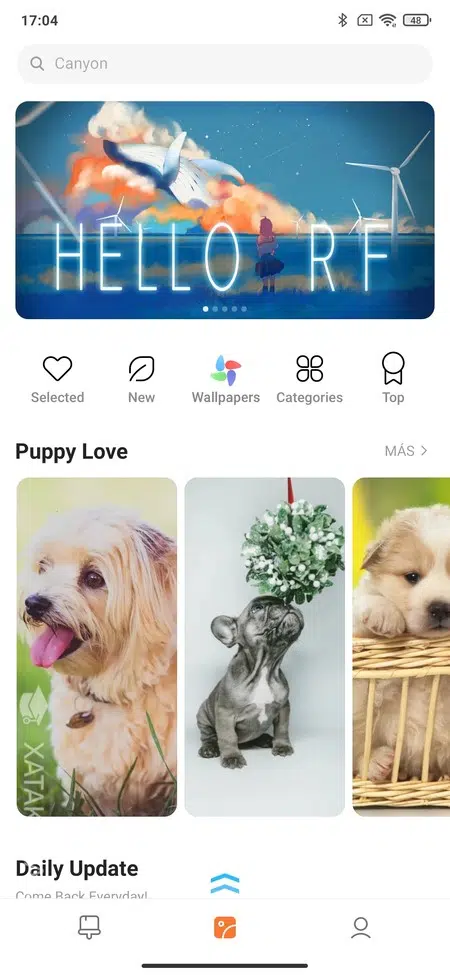 17:04
48
Canyon
HELLO RF
Selected
New
Wallpapers
Categories
Top
Puppy Love
MÁS
XATAK
Daily Update
Come Back Everyday!